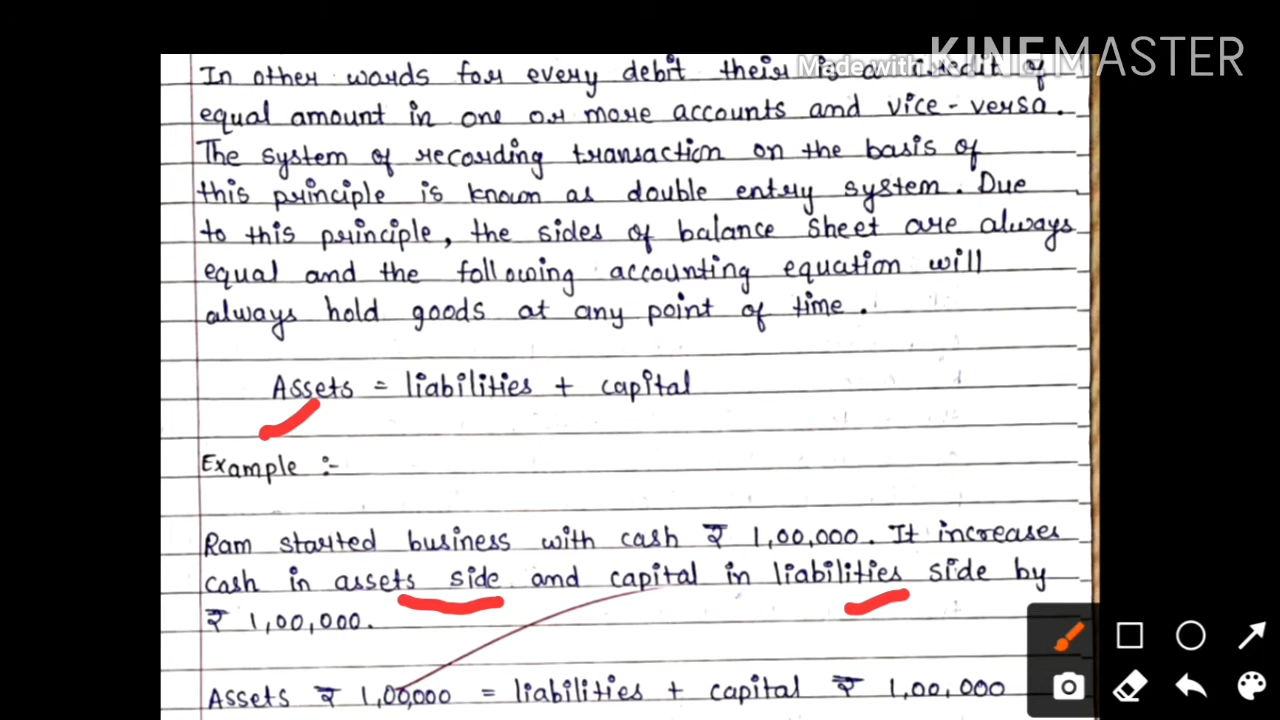 KINEMASTER
Made with
In other words for every debit their is a credit of
equal amount in one or more accounts and vice-versa.
The system of recording transaction on the basis of
this principle is known as double entry system. Due
to this principle, the sides of balance sheet are always
equal and the following accounting equation will
always hold goods at any point of time.
Assets = liabilities + capital
Example :-
Ram started business with cash ₹ 1,00,000. It increases
cash in assets side and capital in liabilities side by
₹ 1,00,000.
Assets ₹ 1,00,000 = liabilities + capital ₹ 1,00,000